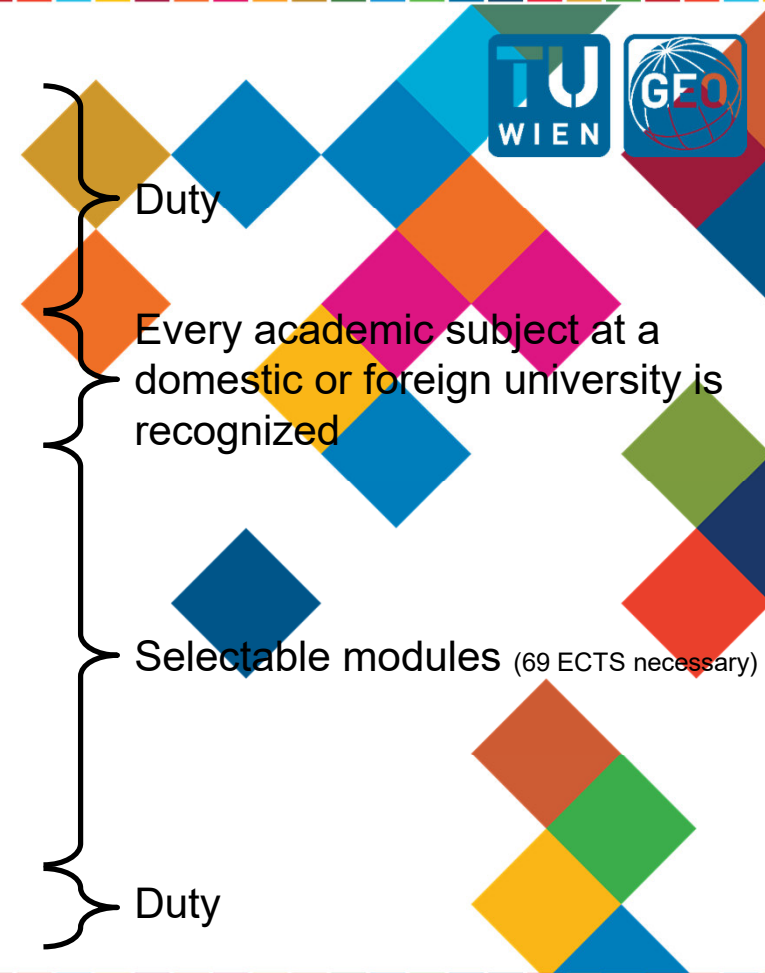 TU
WIEN
GEO
Duty
Every academic subject at a
domestic or foreign university is
recognized
Selectable modules (69 ECTS necessary)
Duty